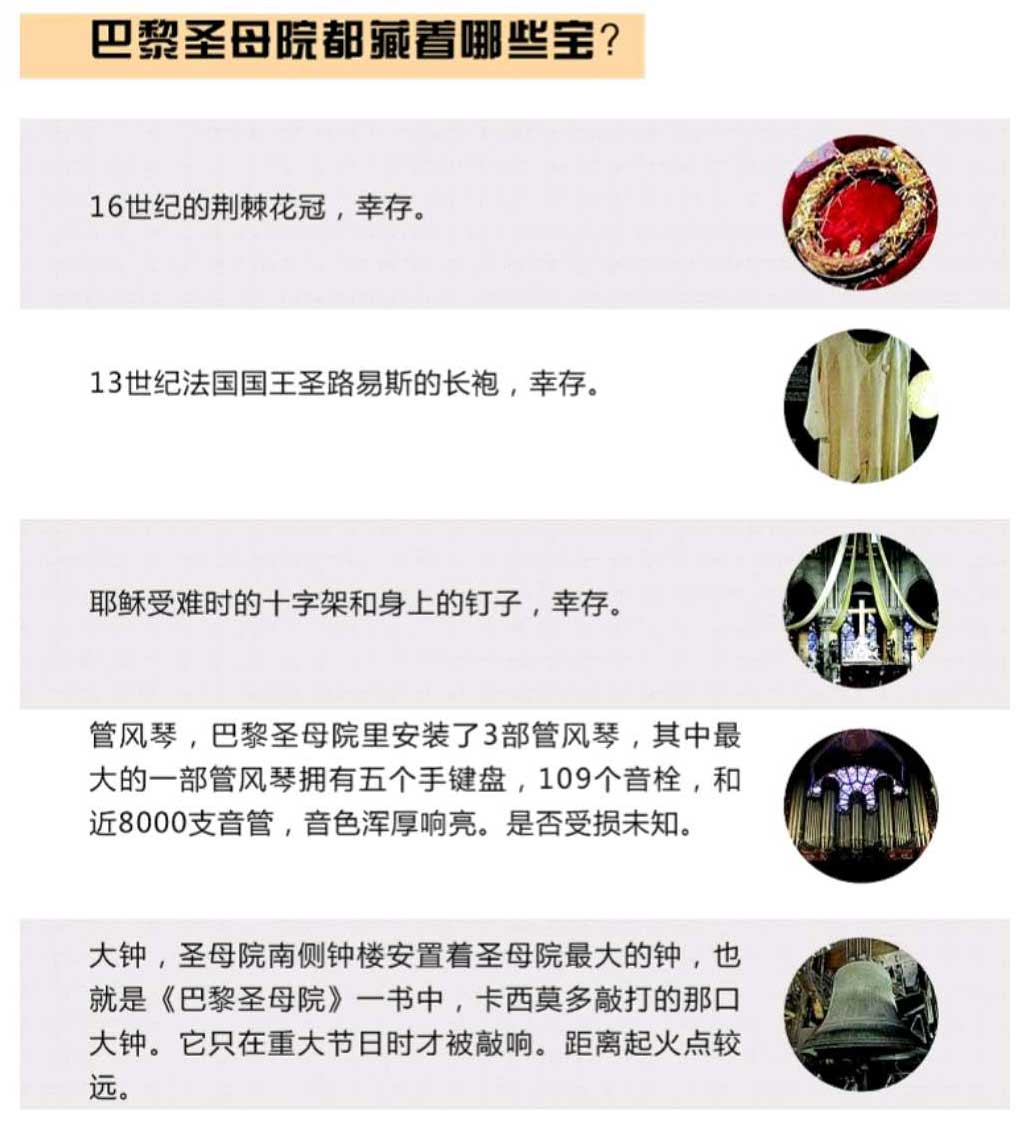 巴黎圣母院都藏着哪些宝?
16世纪的荆棘花冠，幸存。
13世纪法国国王圣路易斯的长袍，幸存。
耶稣受难时的十字架和身上的钉子，幸存。
管风琴，巴黎圣母院里安装了3部管风琴，其中最
大的一部管风琴拥有五个手键盘，109个音栓，和
近8000支音管，音色浑厚响亮。是否受损未知。
大钟，圣母院南侧钟楼安置着圣母院最大的钟，也
就是《巴黎圣母院》一书中，卡西莫多敲打的那口
大钟。它只在重大节日时才被敲响。距离起火点较
远。